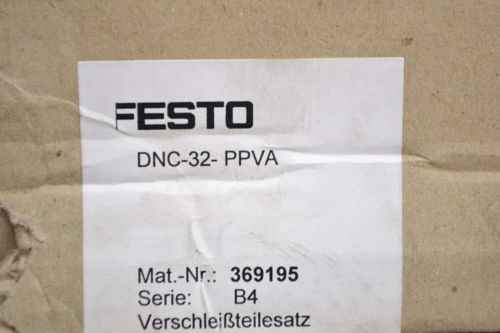 FESTO
DNC-32- PPVA
Mat.-Nr.: 369195
Serie: B4
Verschleißteilesatz